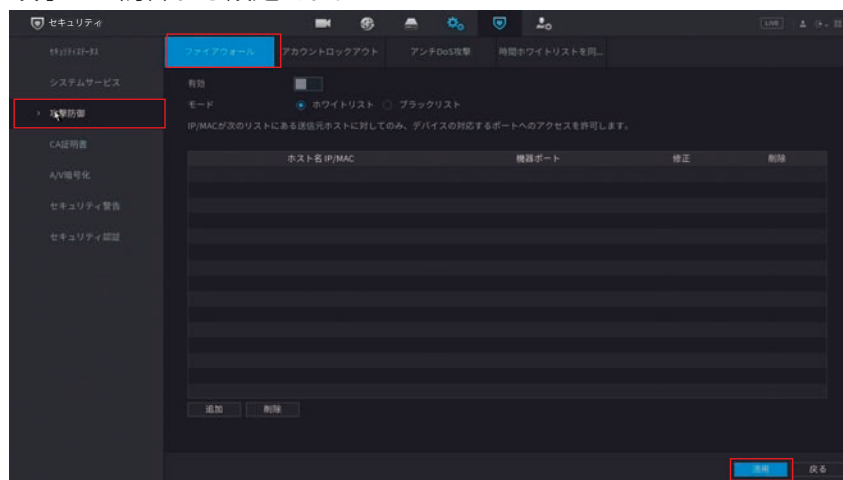 セキュリティ
LIVE
ｾｷｭﾘﾃｨｽﾃｰﾀｽ
ファイアウォール アカウントロックアウト アンチDoS攻撃 時間ホワイトリストを同...
システムサービス
有効
攻撃防御
モード ホワイトリスト ブラックリスト
IP/MACが次のリストにある送信元ホストに対してのみ、デバイスの対応するポートへのアクセスを許可します。
CA証明書
ホスト名 IP/MAC 機器ポート 修正 削除
A/V暗号化
セキュリティ警告
セキュリティ認証
追加 削除
適用 戻る